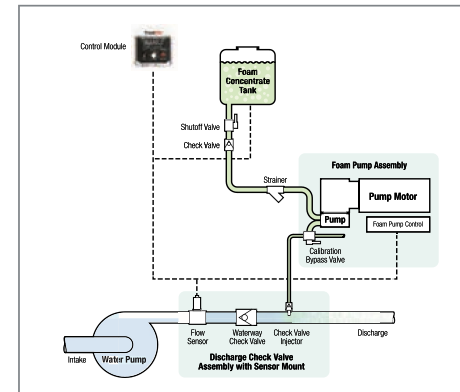 Control Module
Foam
Concentrate
Tank
Shutoff Valve
Check Valve
Strainer
Foam Pump Assembly
Pump Motor
Pump
Foam Pump Control
Calibration
Bypass Valve
Flow
Sensor
Waterway
Check Valve
Check Valve
Injector
Discharge
Intake
Water Pump
Discharge Check Valve
Assembly with Sensor Mount